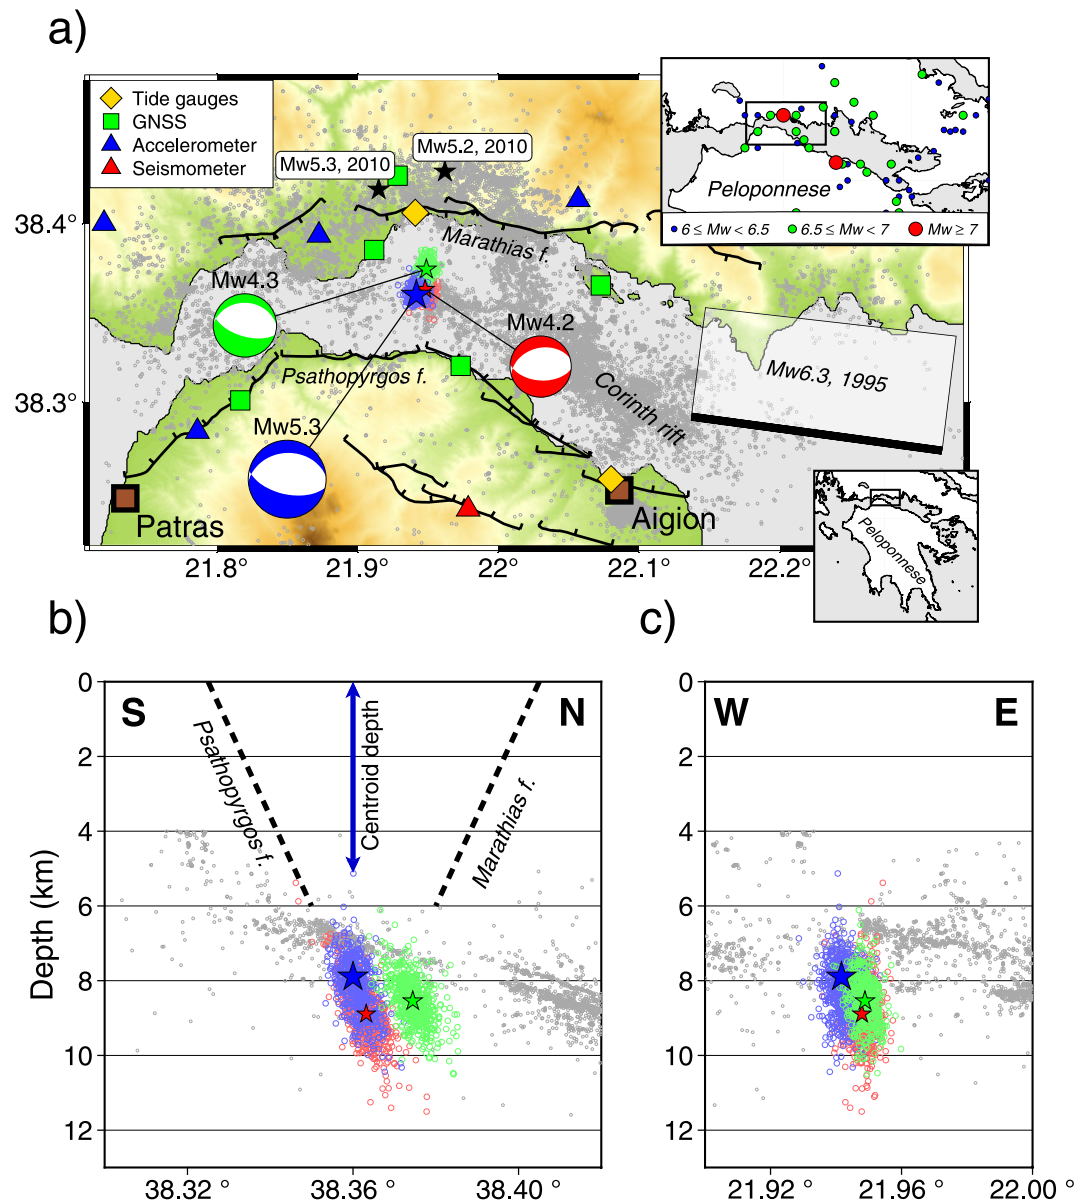 a)
Tide gauges
GNSS
Accelerometer
Seismometer
Mw5.3, 2010
Mw5.2, 2010
Peloponnese
6 ≤ Mw < 6.5
6.5 ≤ Mw < 7
Mw ≥ 7
38.4°
38.3°
Marathias f.
Mw4.3
Mw4.2
Psathopyrgos f.
Mw5.3
Corinth rift
Mw6.3, 1995
Patras
Aigion
Peloponnese
21.8°
21.9°
22°
22.1°
22.2°
b)
c)
S
N
W
E
Psathopyrgos f.
Centroid depth
Marathias f.
Depth (km)
0
2
4
6
8
10
12
0
2
4
6
8
10
12
38.32 °
38.36 °
38.40 °
21.92 °
21.96 °
22.00 °